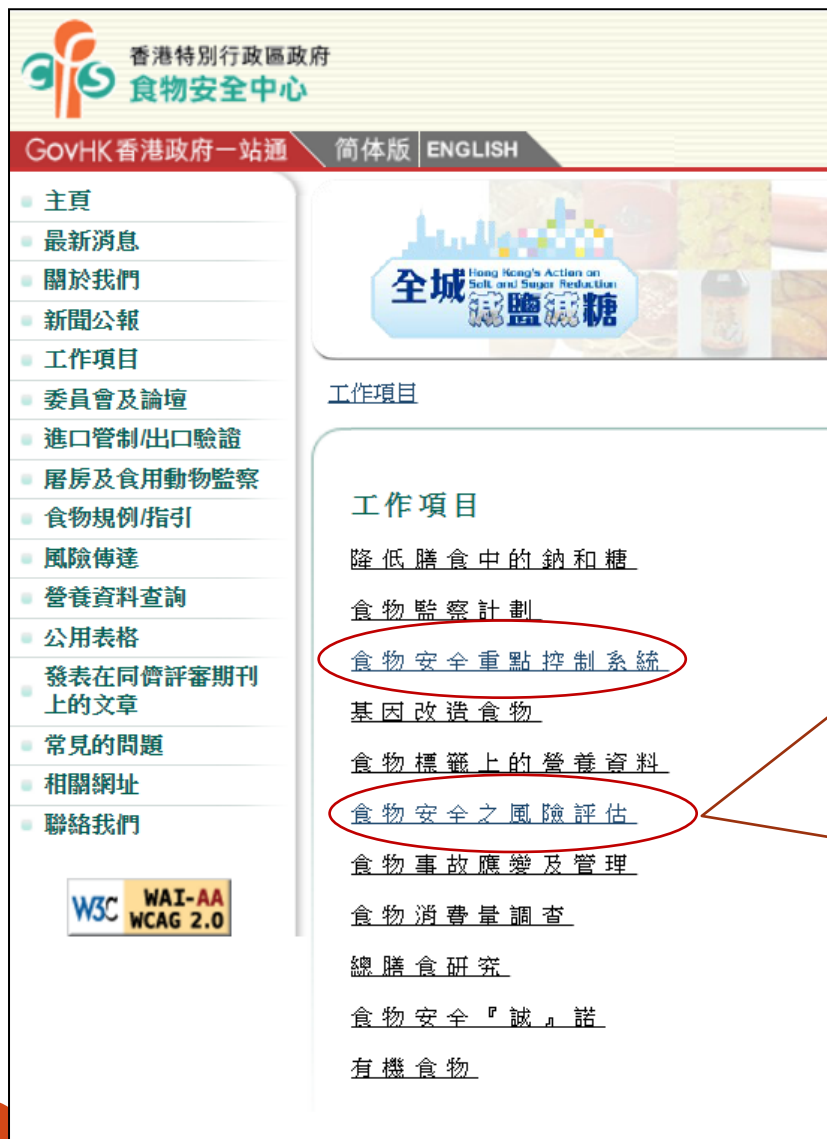 cfs
香港特別行政區政府
食物安全中心
GovHK香港政府一站通
简体版
ENGLISH
主頁
最新消息
關於我們
新聞公報
工作項目
委員會及論壇
進口管制/出口驗證
屠房及食用動物監察
食物規例/指引
風險傳達
營養資料查詢
公用表格
發表在同儕評審期刊
上的文章
常見的問題
相關網址
聯絡我們
W3C WAI-AA
WCAG 2.0
全城
Hong Kong's Action on
Salt and Sugar Reduction
減鹽減糖
工作項目
工作項目
降低膳食中的鈉和糖
食物監察計劃
食物安全重點控制系統
基因改造食物
食物標籤上的營養資料
食物安全之風險評估
食物事故應變及管理
食物消費量調查
總膳食研究
食物安全『誠』諾
有機食物